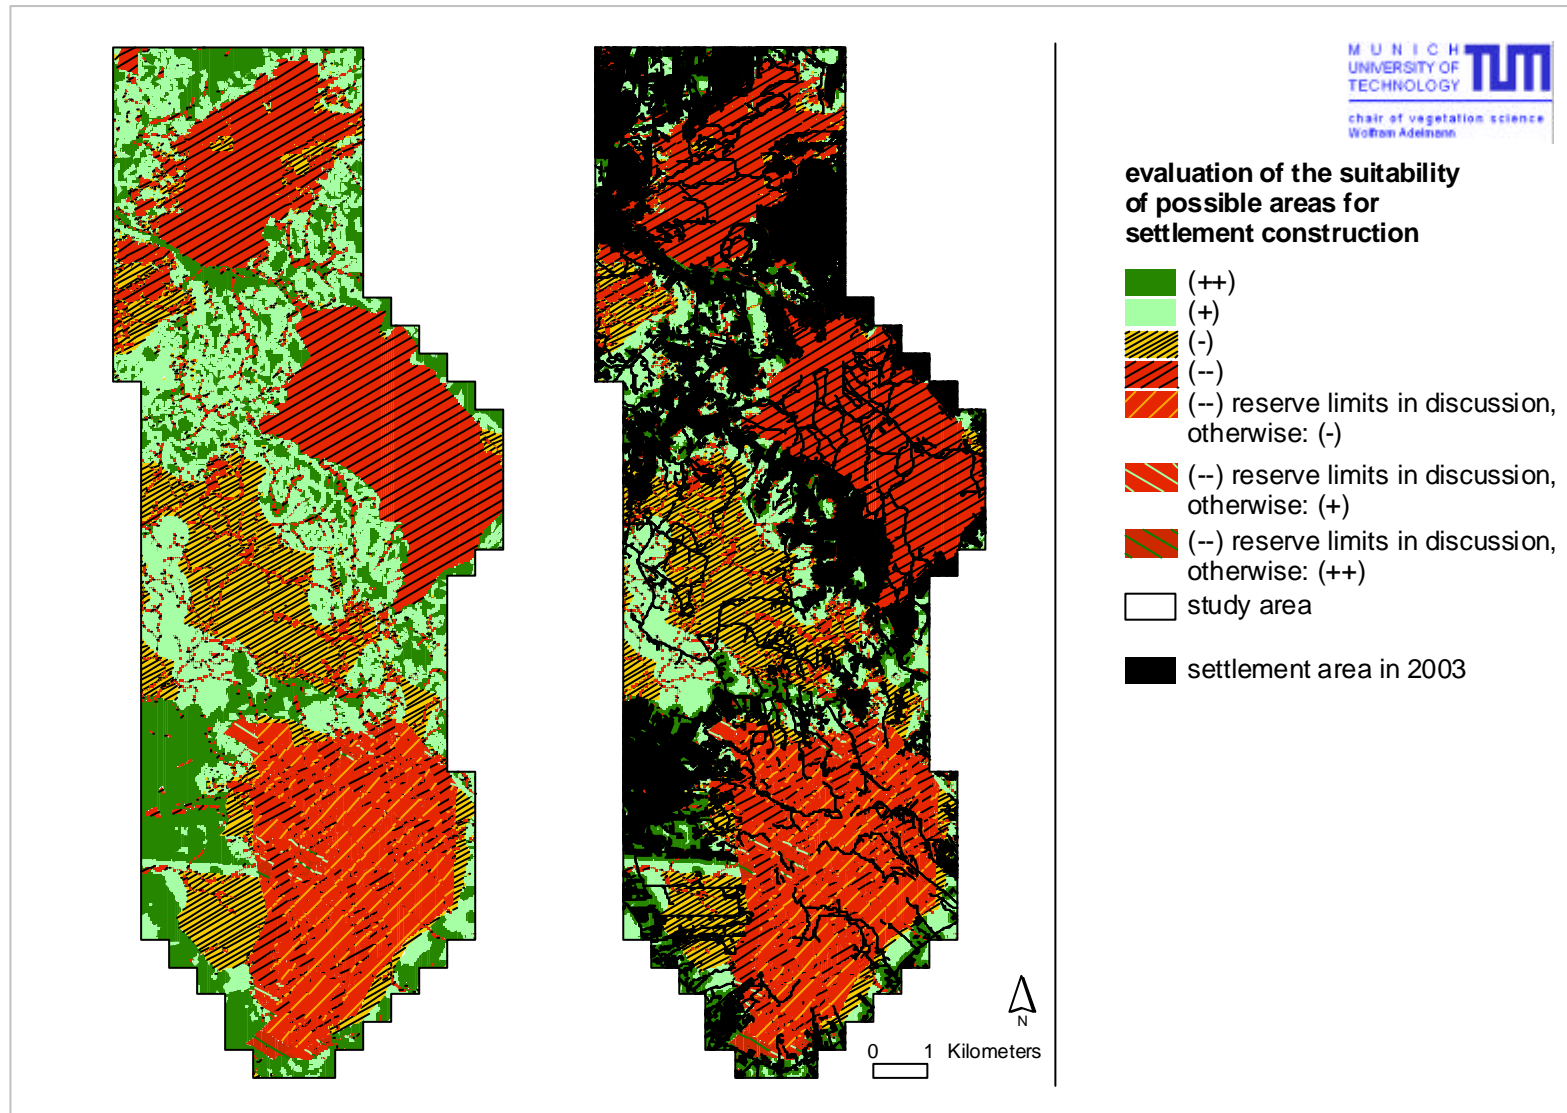 M U N I C H
UNIVERSITY OF
TECHNOLOGY
TUM
chair of vegetation science
Wolfram Adelmann
evaluation of the suitability
of possible areas for
settlement construction
(++)
(+)
(-)
(--)
(--) reserve limits in discussion,
otherwise: (-)
(--) reserve limits in discussion,
otherwise: (+)
(--) reserve limits in discussion,
otherwise: (++)
study area
settlement area in 2003
N
0 1 Kilometers